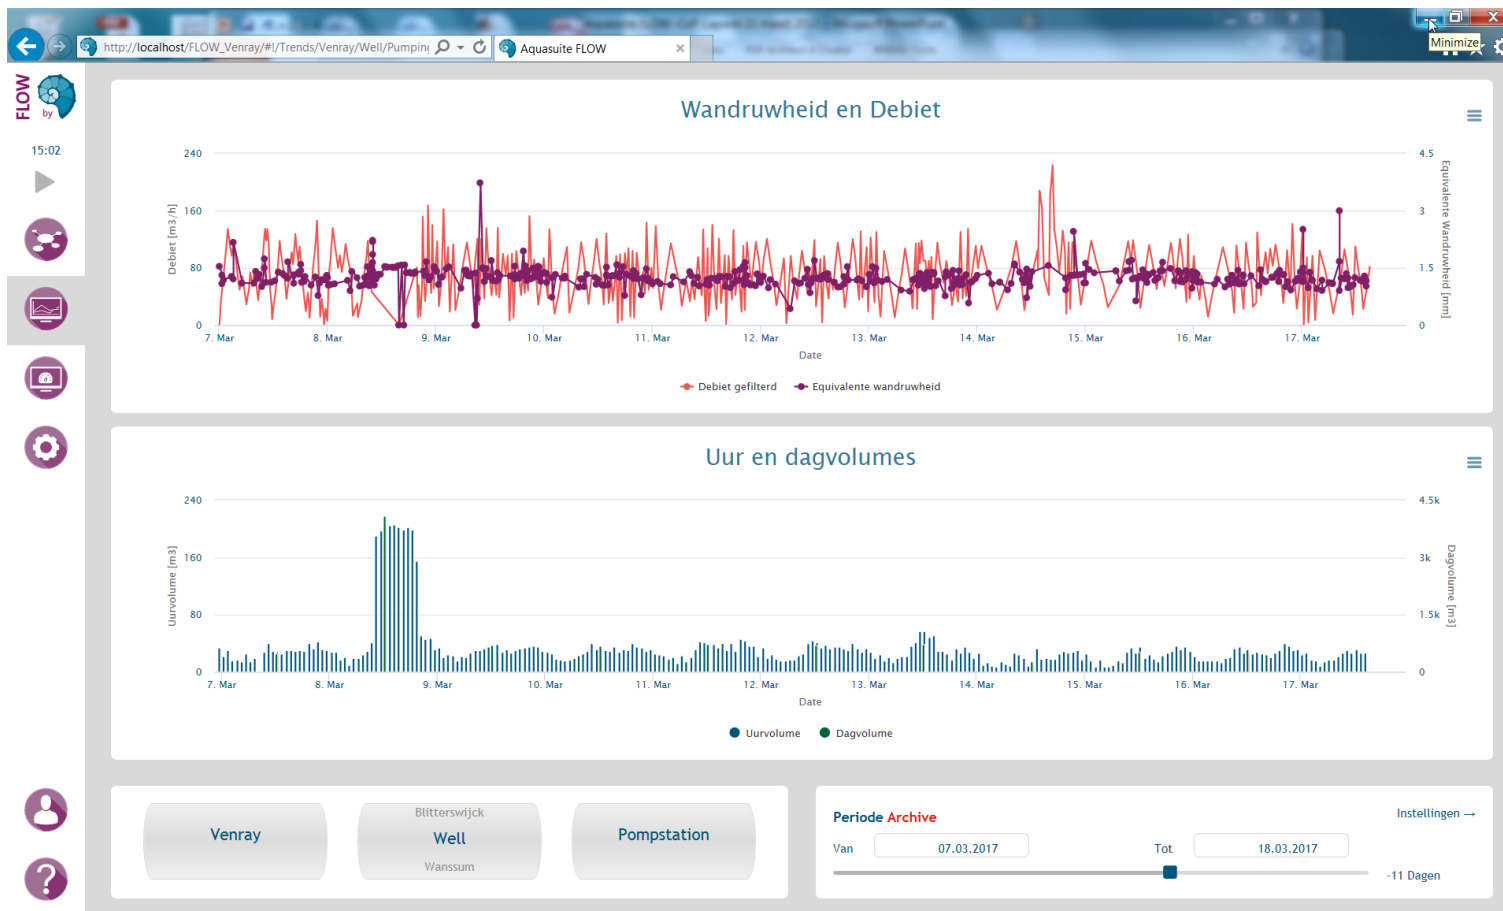 http://localhost/FLOW_Venray/#!/Trends/Venray/Well/Pumping
Aquasuite FLOW
Minimize
FLOW
by
15:02
Wandruwheid en Debiet
240 4.5
160 3
80 1.5
0 0
Debiet [m3/h]
Equivalente Wandruwheid [mm]
7. Mar 8. Mar 9. Mar 10. Mar 11. Mar 12. Mar 13. Mar 14. Mar 15. Mar 16. Mar 17. Mar
Date
Debiet gefilterd Equivalente wandruwheid
Uur en dagvolumes
240 4.5k
160 3k
80 1.5k
0 0
Uurvolume [m3]
Dagvolume [m3]
7. Mar 8. Mar 9. Mar 10. Mar 11. Mar 12. Mar 13. Mar 14. Mar 15. Mar 16. Mar 17. Mar
Date
Uurvolume Dagvolume
Venray
Blitterswijck
Well
Wanssum
Pompstation
Periode Archive
Instellingen →
Van 07.03.2017 Tot 18.03.2017
-11 Dagen
?